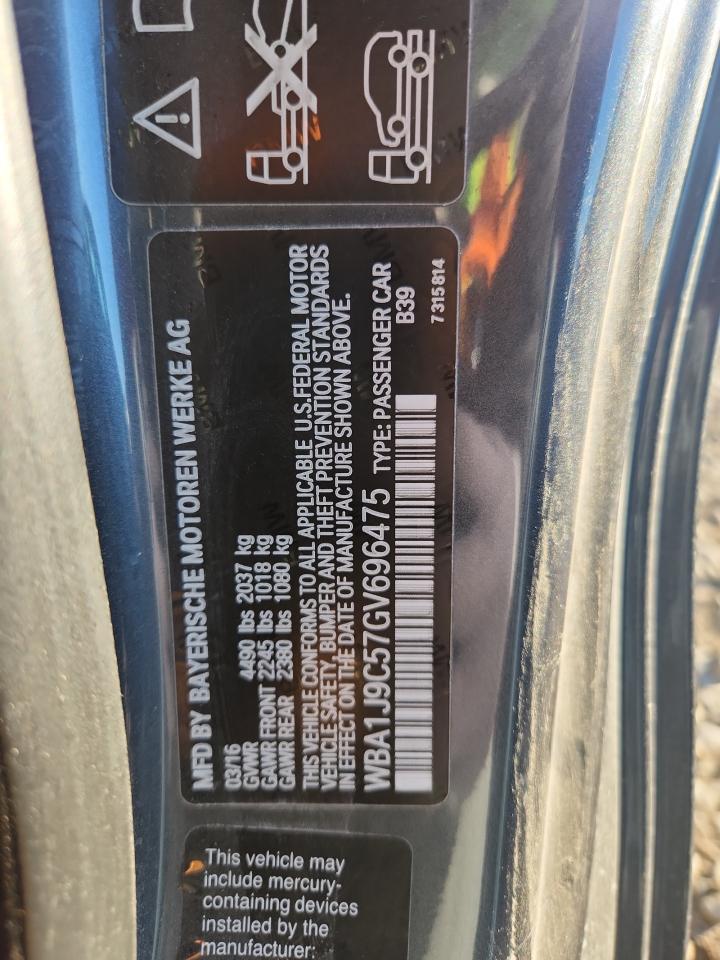 MFD BY BAYERISCHE MOTOREN WERKE AG
03/16
GVWR 4490 lbs 2037 kg
GAWR FRONT 2245 lbs 1018 kg
GAWR REAR 2380 lbs 1080 kg
THIS VEHICLE CONFORMS TO ALL APPLICABLE U.S.FEDERAL MOTOR
VEHICLE SAFETY, BUMPER AND THEFT PREVENTION STANDARDS
IN EFFECT ON DATE OF MANUFACTURE SHOWN ABOVE.
WBA1J9C57GV696475 TYPE: PASSENGER CAR
B39
7 315 814
This vehicle may
include mercury-
containing devices
installed by the
manufacturer: